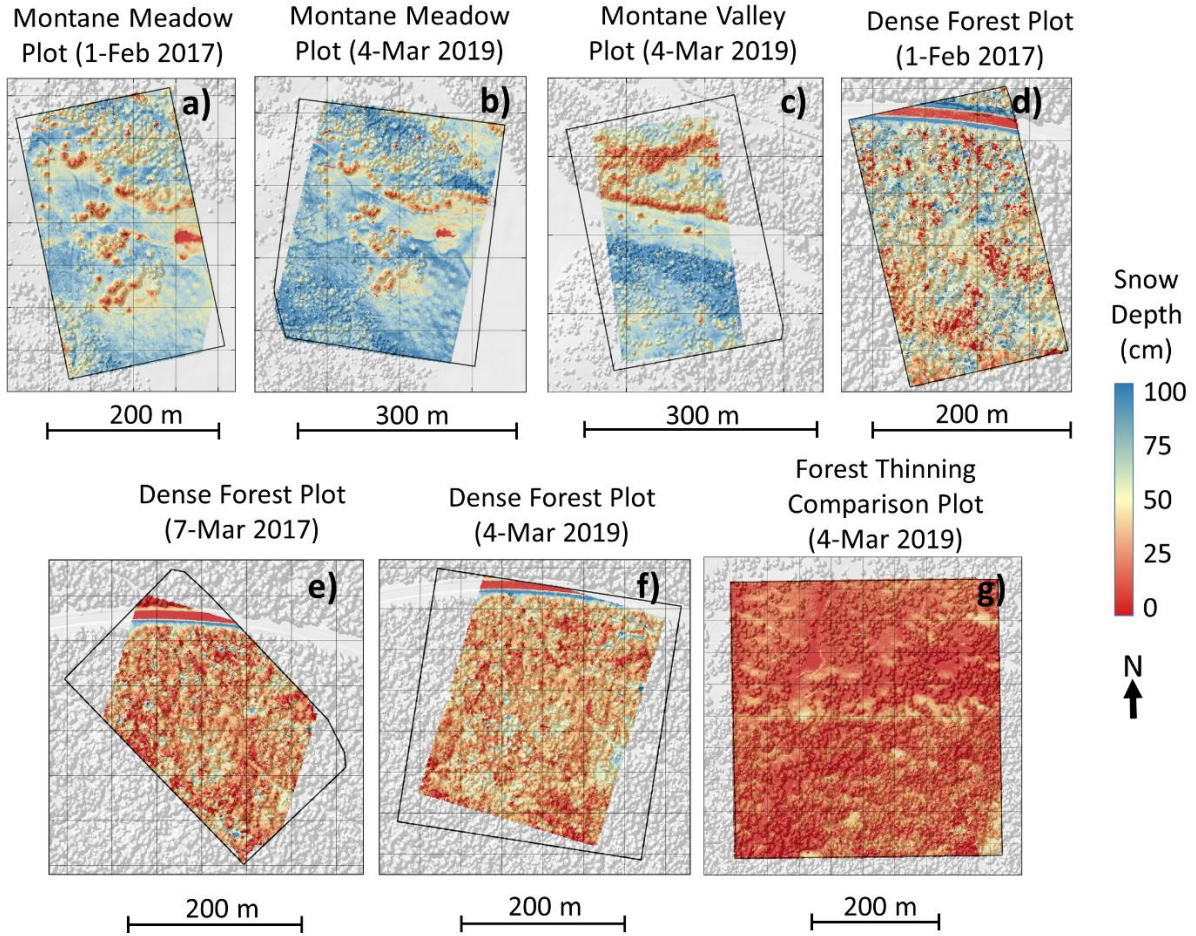 Montane Meadow
Plot (1-Feb 2017)
Montane Meadow
Plot (4-Mar 2019)
Montane Valley
Plot (4-Mar 2019)
Dense Forest Plot
(1-Feb 2017)
a)
b)
c)
d)
200 m
300 m
300 m
200 m
Snow
Depth
(cm)
100
75
50
25
0
N
Dense Forest Plot
(7-Mar 2017)
Dense Forest Plot
(4-Mar 2019)
Forest Thinning
Comparison Plot
(4-Mar 2019)
e)
f)
g)
200 m
200 m
200 m